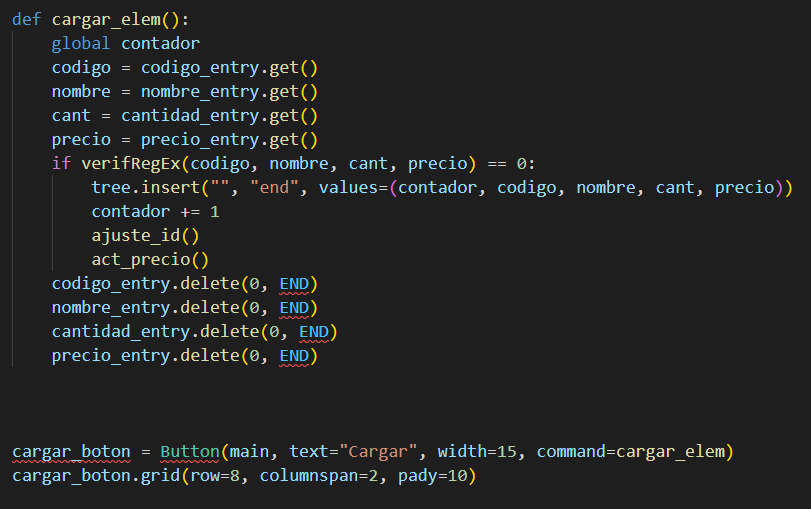 def cargar_elem():
    global contador
    codigo = codigo_entry.get()
    nombre = nombre_entry.get()
    cant = cantidad_entry.get()
    precio = precio_entry.get()
    if verifRegEx(codigo, nombre, cant, precio) == 0:
        tree.insert("", "end", values=(contador, codigo, nombre, cant, precio))
        contador += 1
        ajuste_id()
        act_precio()
    codigo_entry.delete(0, END)
    nombre_entry.delete(0, END)
    cantidad_entry.delete(0, END)
    precio_entry.delete(0, END)
cargar_boton = Button(main, text="Cargar", width=15, command=cargar_elem)
cargar_boton.grid(row=8, columnspan=2, pady=10)